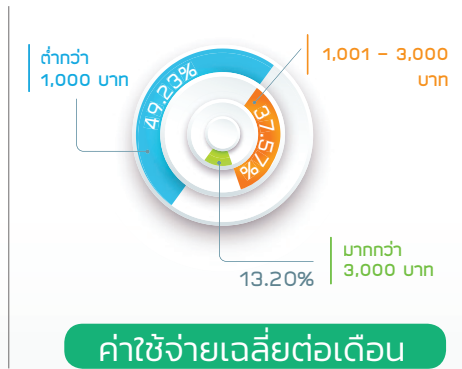 ต่ำกว่า
1,000 บาท
49.23%
1,001 – 3,000
บาท
37.57%
มากกว่า
3,000 บาท
13.20%
ค่าใช้จ่ายเฉลี่ยต่อเดือน